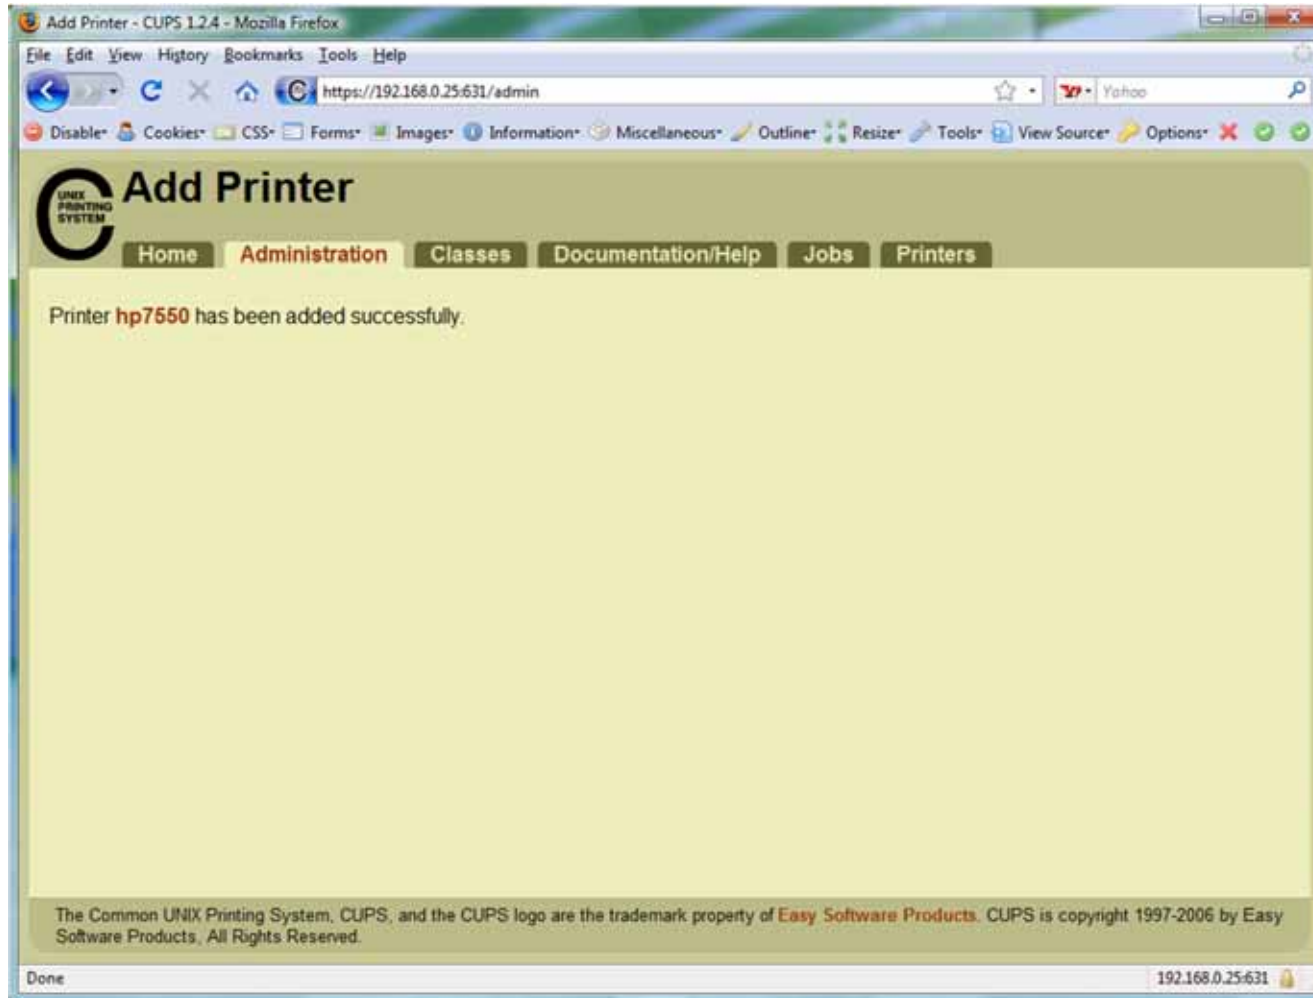 Add Printer - CUPS 1.2.4 - Mozilla Firefox
File Edit View History Bookmarks Tools Help
https://192.168.0.25:631/admin
Yahoo
Disable Cookies CSS Forms Images Information Miscellaneous Outline Resize Tools View Source Options
UNIX
PRINTING
SYSTEM
Add Printer
Home Administration Classes Documentation/Help Jobs Printers
Printer hp7550 has been added successfully.
The Common UNIX Printing System, CUPS, and the CUPS logo are the trademark property of Easy Software Products. CUPS is copyright 1997-2006 by Easy
Software Products, All Rights Reserved.
Done
192.168.0.25:631